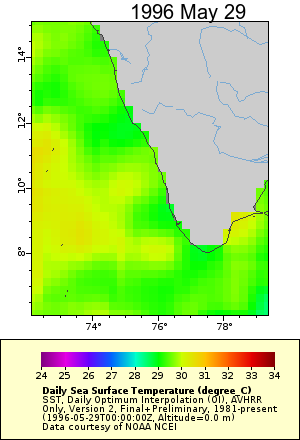 1996 May 29
14°
12°
10°
8°
74°
76°
78°
24 25 26 27 28 29 30 31 32 33 34
Daily Sea Surface Temperature (degree_C)
SST, Daily Optimum Interpolation (OI), AVHRR
Only, Version 2, Final+Preliminary, 1981-present
(1996-05-29T00:00:00Z, Altitude=0.0 m)
Data courtesy of NOAA NCEI